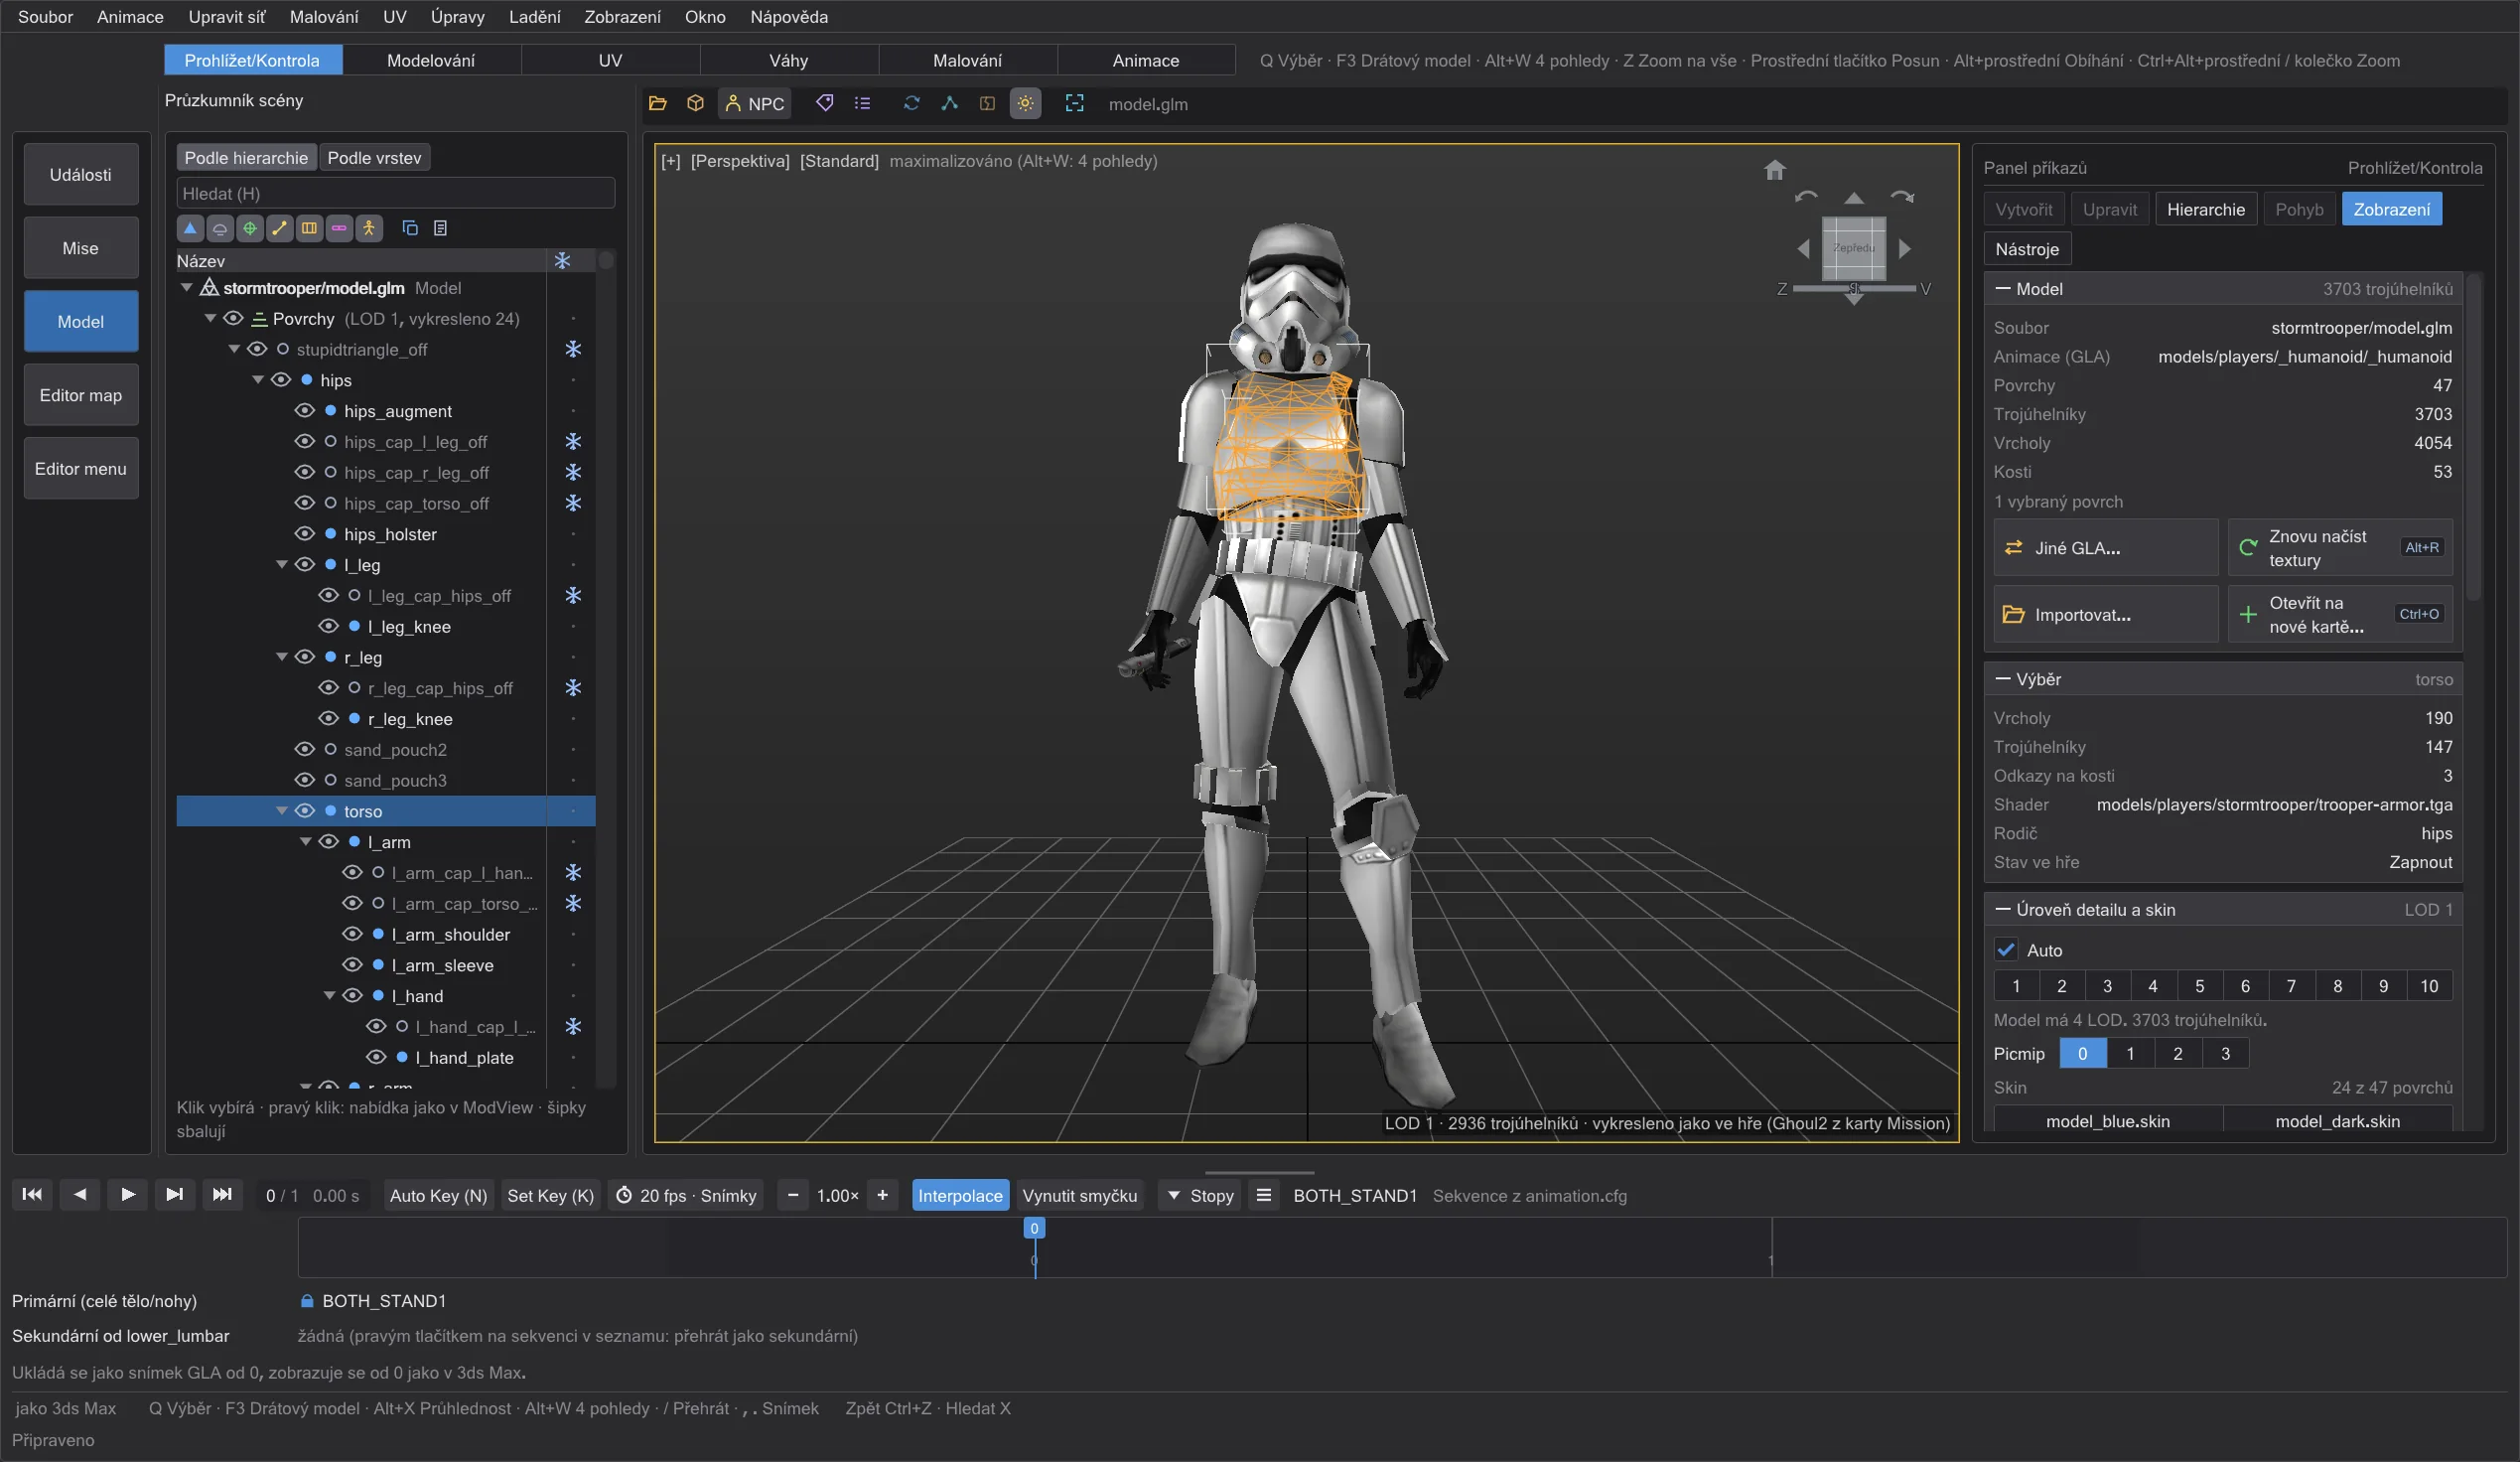 Soubor Animace Upravit síť Malování UV Úpravy Ladění Zobrazení Okno Nápověda
Prohlížet/Kontrola Modelování UV Váhy Malování Animace Q Výběr · F3 Drátový model · Alt+W 4 pohledy · Z Zoom na vše · Prostřední tlačítko Posun · Alt+prostřední Obíhání · Ctrl+Alt+prostřední / kolečko Zoom
Průzkumník scény
NPC model.glm
Události
Mise
Model
Editor map
Editor menu
Podle hierarchie Podle vrstev
Hledat (H)
Název
stormtrooper/model.glm Model
Povrchy (LOD 1, vykresleno 24)
stupidtriangle_off
hips
hips_augment
hips_cap_l_leg_off
hips_cap_r_leg_off
hips_cap_torso_off
hips_holster
l_leg
l_leg_cap_hips_off
l_leg_knee
r_leg
r_leg_cap_hips_off
r_leg_knee
sand_pouch2
sand_pouch3
torso
l_arm
l_arm_cap_l_han...
l_arm_cap_torso_...
l_arm_shoulder
l_arm_sleeve
l_hand
l_hand_cap_l_...
l_hand_plate
r_arm
Klik vybírá · pravý klik: nabídka jako v ModView · šipky
sbalují
[+] [Perspektiva] [Standard] maximalizováno (Alt+W: 4 pohledy)
Zepředu
Z V
LOD 1 · 2936 trojúhelníků · vykresleno jako ve hře (Ghoul2 z karty Mission)
Panel příkazů Prohlížet/Kontrola
Vytvořit Upravit Hierarchie Pohyb Zobrazení
Nástroje
Model 3703 trojúhelníků
Soubor stormtrooper/model.glm
Animace (GLA) models/players/_humanoid/_humanoid
Povrchy 47
Trojúhelníky 3703
Vrcholy 4054
Kosti 53
1 vybraný povrch
Jiné GLA...
Znovu načíst
textury
Alt+R
Importovat...
Otevřít na
nové kartě...
Ctrl+O
Výběr torso
Vrcholy 190
Trojúhelníky 147
Odkazy na kosti 3
Shader models/players/stormtrooper/trooper-armor.tga
Rodič hips
Stav ve hře Zapnout
Úroveň detailu a skin LOD 1
Auto
1 2 3 4 5 6 7 8 9 10
Model má 4 LOD. 3703 trojúhelníků.
Picmip 0 1 2 3
Skin 24 z 47 povrchů
model_blue.skin model_dark.skin
0 / 1 0.00 s Auto Key (N) Set Key (K) 20 fps · Snímky − 1.00× + Interpolace Vynutit smyčku Stopy BOTH_STAND1 Sekvence z animation.cfg
0
0 1
Primární (celé tělo/nohy) BOTH_STAND1
Sekundární od lower_lumbar žádná (pravým tlačítkem na sekvenci v seznamu: přehrát jako sekundární)
Ukládá se jako snímek GLA od 0, zobrazuje se od 0 jako v 3ds Max.
jako 3ds Max Q Výběr · F3 Drátový model · Alt+X Průhlednost · Alt+W 4 pohledy · / Přehrát · , . Snímek Zpět Ctrl+Z · Hledat X
Připraveno